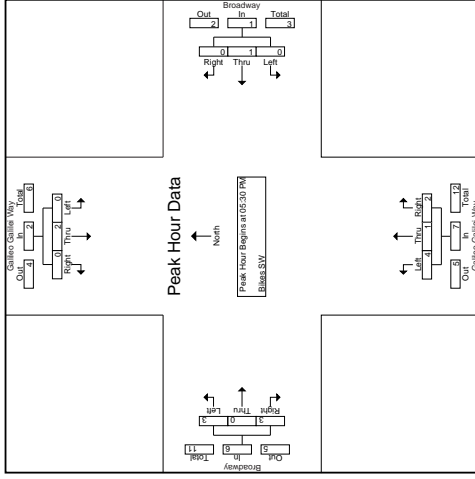 Broadway
Out In Total
2 1 3
0 1 0
Right Thru Left
Galileo Galilei Way
Out In Total
4 2 6
0 2 0
Right Thru Left
Peak Hour Data
North
Peak Hour Begins at 05:30 PM
Bikes SW
Left Thru Right
4 1 2
5 7 12
Out In Total
Galileo Galilei Way
Left Thru Right
3 0 3
11 6 5
Total In Out
Broadway